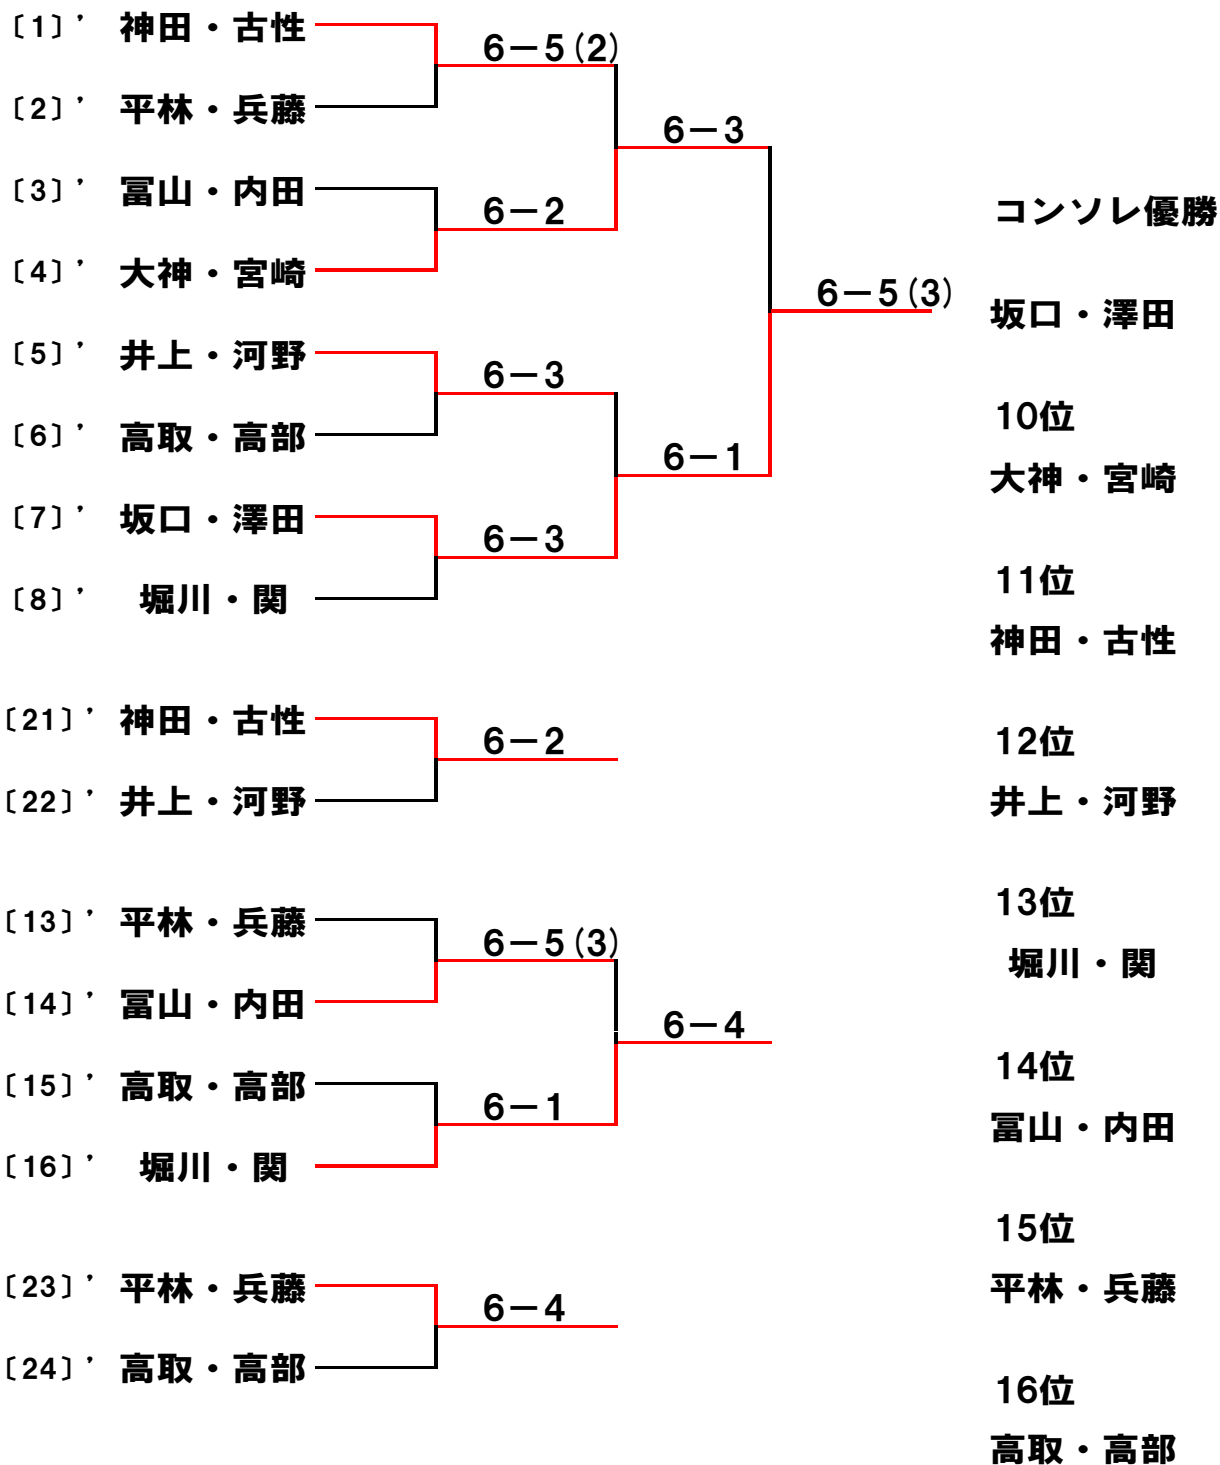 〔1〕’ 神田・古性
6－5(2)
〔2〕’ 平林・兵藤
6－3
〔3〕’ 冨山・内田
6－2
〔4〕’ 大神・宮崎
6－5(3)
〔5〕’ 井上・河野
6－3
〔6〕’ 高取・高部
6－1
〔7〕’ 坂口・澤田
6－3
〔8〕’ 堀川・関
〔21〕’ 神田・古性
6－2
〔22〕’ 井上・河野
〔13〕’ 平林・兵藤
6－5(3)
〔14〕’ 冨山・内田
6－4
〔15〕’ 高取・高部
6－1
〔16〕’ 堀川・関
〔23〕’ 平林・兵藤
6－4
〔24〕’ 高取・高部
コンソレ優勝
坂口・澤田
10位
大神・宮崎
11位
神田・古性
12位
井上・河野
13位
堀川・関
14位
冨山・内田
15位
平林・兵藤
16位
高取・高部